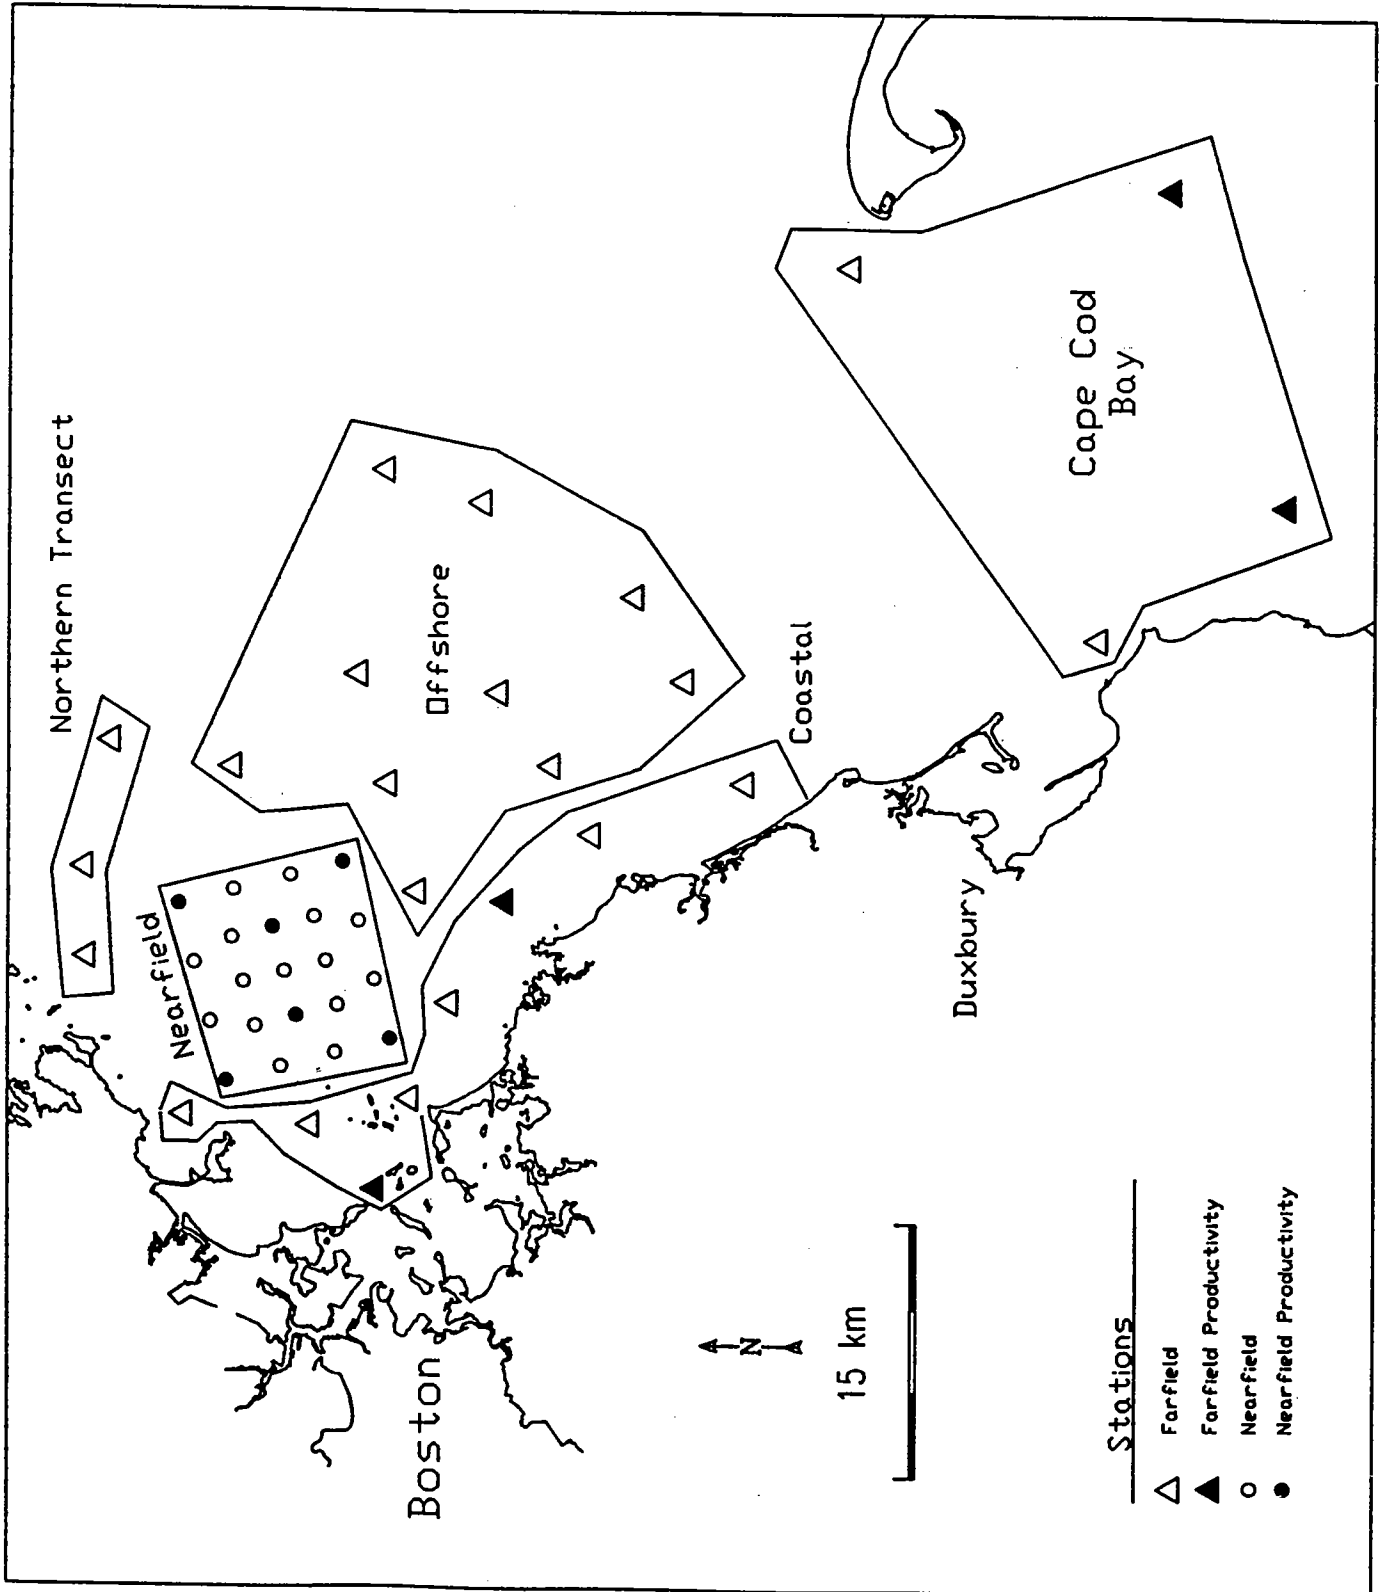 Northern Transect
Nearfield
Offshore
Coastal
Cape Cod
Bay
Boston
Duxbury
N
15 km
Stations
Farfield
Farfield Productivity
Nearfield
Nearfield Productivity